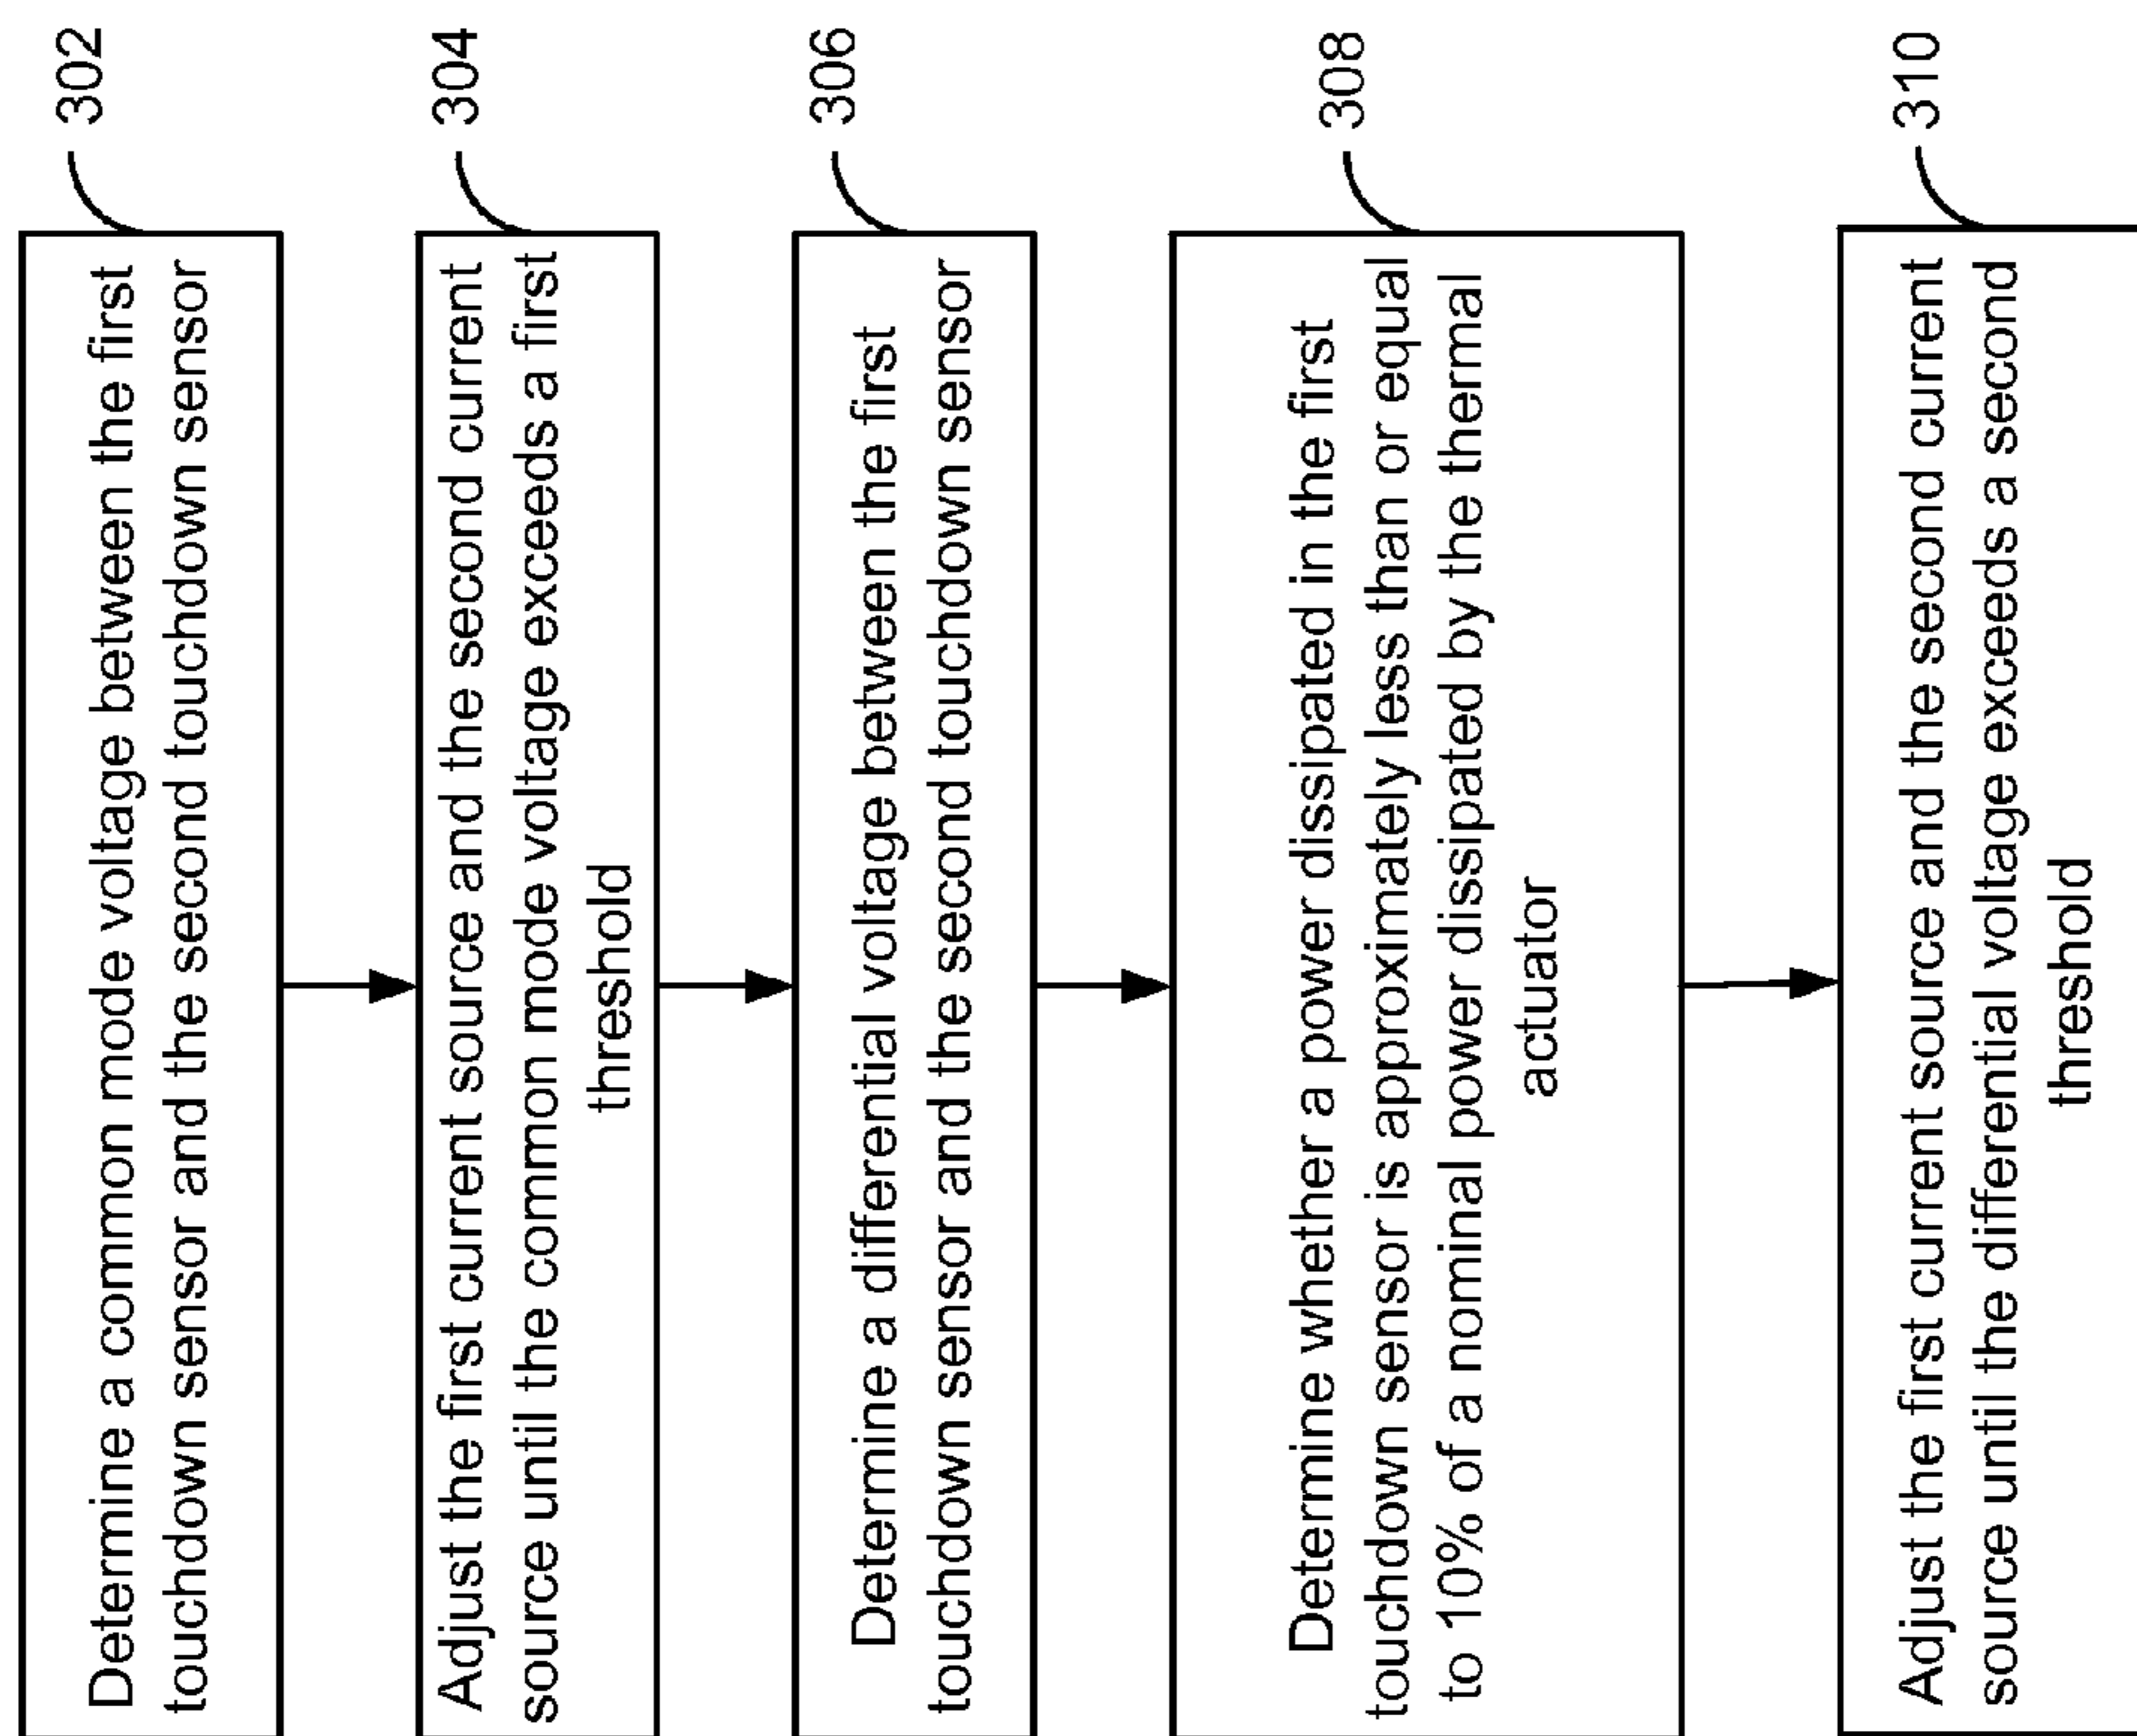 302
Determine a common mode voltage between the first
touchdown sensor and the second touchdown sensor
304
Adjust the first current source and the second current
source until the common mode voltage exceeds a first
threshold
306
Determine a differential voltage between the first
touchdown sensor and the second touchdown sensor
308
Determine whether a power dissipated in the first
touchdown sensor is approximately less than or equal
to 10% of a nominal power dissipated by the thermal
actuator
310
Adjust the first current source and the second current
source until the differential voltage exceeds a second
threshold